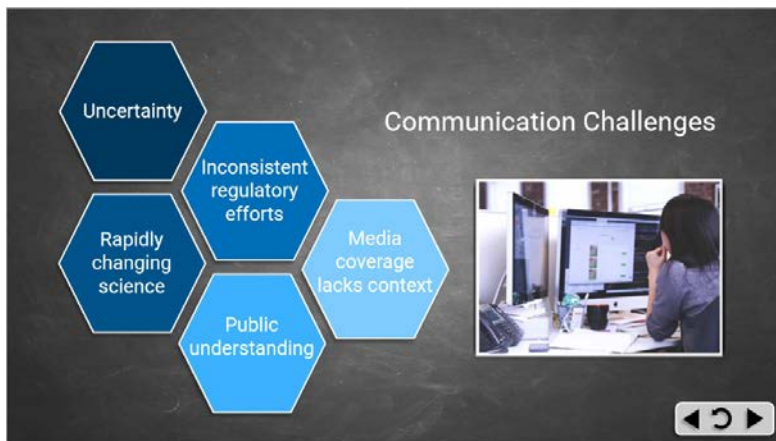 Uncertainty
Inconsistent
regulatory
efforts
Rapidly
changing
science
Media
coverage
lacks context
Public
understanding
Communication Challenges